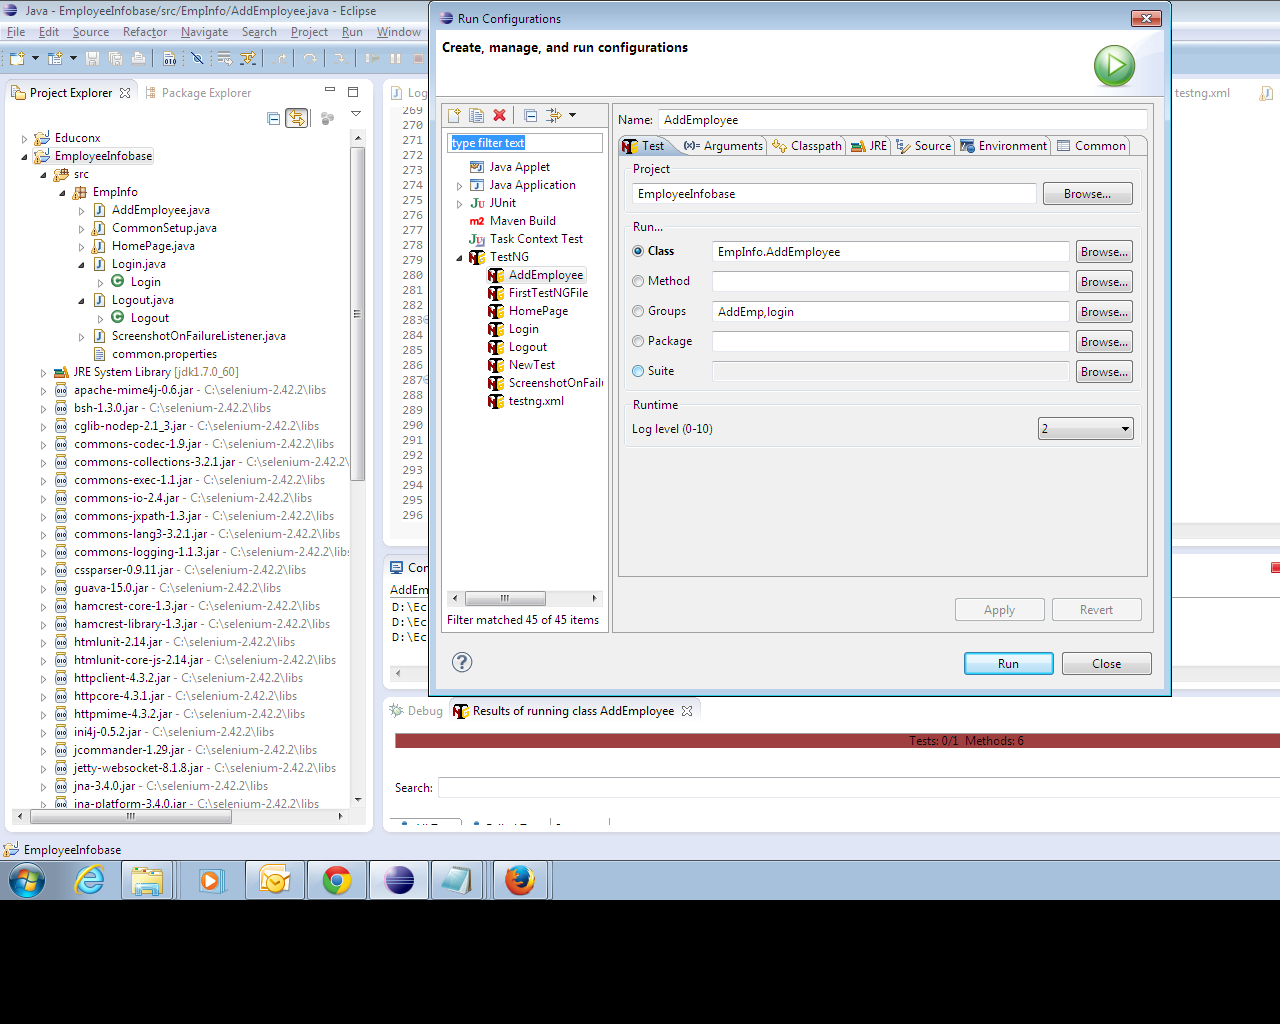 Java - EmployeeInfobase/src/EmpInfo/AddEmployee.java - Eclipse
File Edit Source Refactor Navigate Search Project Run Window
Project Explorer
Package Explorer
Educonx
EmployeeInfobase
src
EmpInfo
AddEmployee.java
CommonSetup.java
HomePage.java
Login.java
Login
Logout.java
Logout
ScreenshotOnFailureListener.java
common.properties
JRE System Library [jdk1.7.0_60]
apache-mime4j-0.6.jar - C:\selenium-2.42.2\libs
bsh-1.3.0.jar - C:\selenium-2.42.2\libs
cglib-nodep-2.1_3.jar - C:\selenium-2.42.2\libs
commons-codec-1.9.jar - C:\selenium-2.42.2\libs
commons-collections-3.2.1.jar - C:\selenium-2.42.2\
commons-exec-1.1.jar - C:\selenium-2.42.2\libs
commons-io-2.4.jar - C:\selenium-2.42.2\libs
commons-jxpath-1.3.jar - C:\selenium-2.42.2\libs
commons-lang3-3.2.1.jar - C:\selenium-2.42.2\libs
commons-logging-1.1.3.jar - C:\selenium-2.42.2\libs
cssparser-0.9.11.jar - C:\selenium-2.42.2\libs
guava-15.0.jar - C:\selenium-2.42.2\libs
hamcrest-core-1.3.jar - C:\selenium-2.42.2\libs
hamcrest-library-1.3.jar - C:\selenium-2.42.2\libs
htmlunit-2.14.jar - C:\selenium-2.42.2\libs
htmlunit-core-js-2.14.jar - C:\selenium-2.42.2\libs
httpclient-4.3.2.jar - C:\selenium-2.42.2\libs
httpcore-4.3.1.jar - C:\selenium-2.42.2\libs
httpmime-4.3.2.jar - C:\selenium-2.42.2\libs
ini4j-0.5.2.jar - C:\selenium-2.42.2\libs
jcommander-1.29.jar - C:\selenium-2.42.2\libs
jetty-websocket-8.1.8.jar - C:\selenium-2.42.2\libs
jna-3.4.0.jar - C:\selenium-2.42.2\libs
jna-platform-3.4.0.jar - C:\selenium-2.42.2\libs
EmployeeInfobase
Log
269
270
271
272
273
274
275
276
277
278
279
280
281
282
283
284
285
286
287
288
289
290
291
292
293
294
295
296
testng.xml
Con
AddEm
D:\Ec
D:\Ec
D:\Ec
Run Configurations
Create, manage, and run configurations
type filter text
Java Applet
Java Application
JUnit
Maven Build
Task Context Test
TestNG
AddEmployee
FirstTestNGFile
HomePage
Login
Logout
NewTest
ScreenshotOnFail
testng.xml
Filter matched 45 of 45 items
Name: AddEmployee
Test Arguments Classpath JRE Source Environment Common
Project
EmployeeInfobase Browse...
Run...
Class EmpInfo.AddEmployee Browse...
Method Browse...
Groups AddEmp,login Browse...
Package Browse...
Suite Browse...
Runtime
Log level (0-10) 2
Apply Revert
Run Close
Debug
Results of running class AddEmployee
Tests: 0/1 Methods: 6
Search: